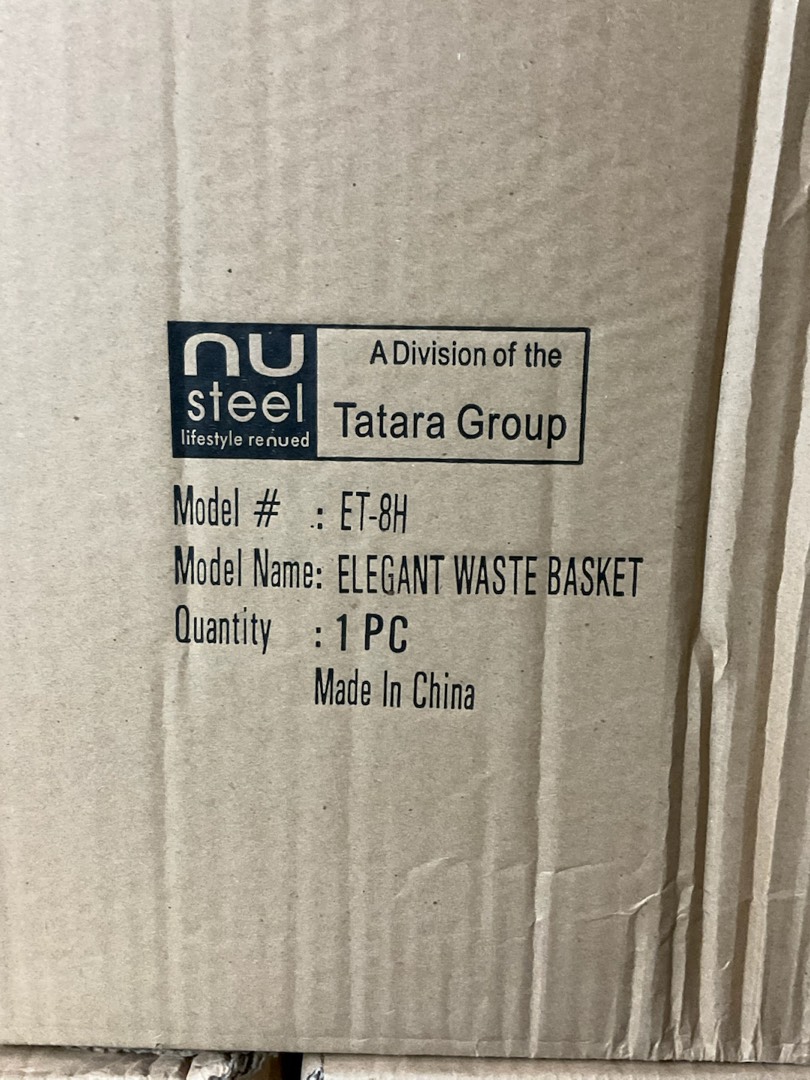 nu
steel
lifestyle renued
A Division of the
Tatara Group
Model # : ET-8H
Model Name: ELEGANT WASTE BASKET
Quantity : 1 PC
Made In China